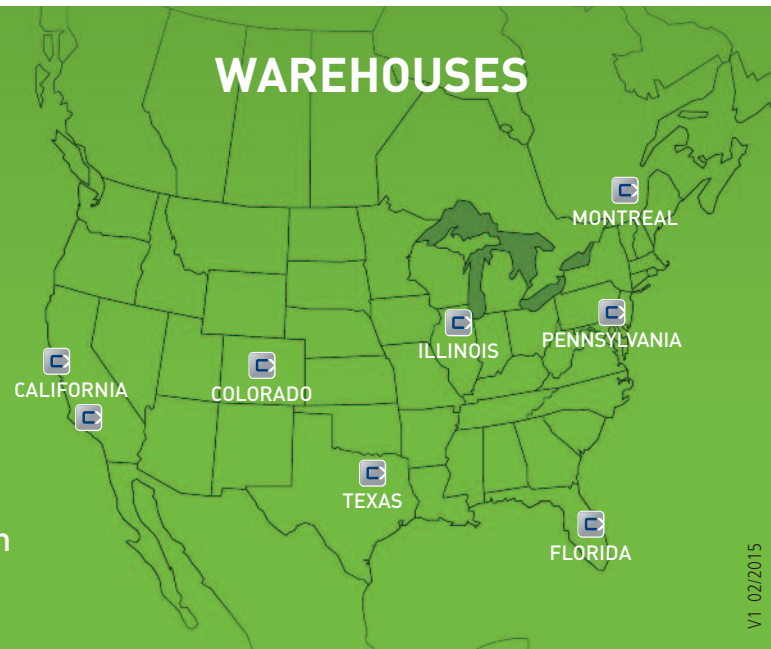 WAREHOUSES
MONTREAL
PENNSYLVANIA
ILLINOIS
CALIFORNIA
COLORADO
TEXAS
FLORIDA
V1 02/2015